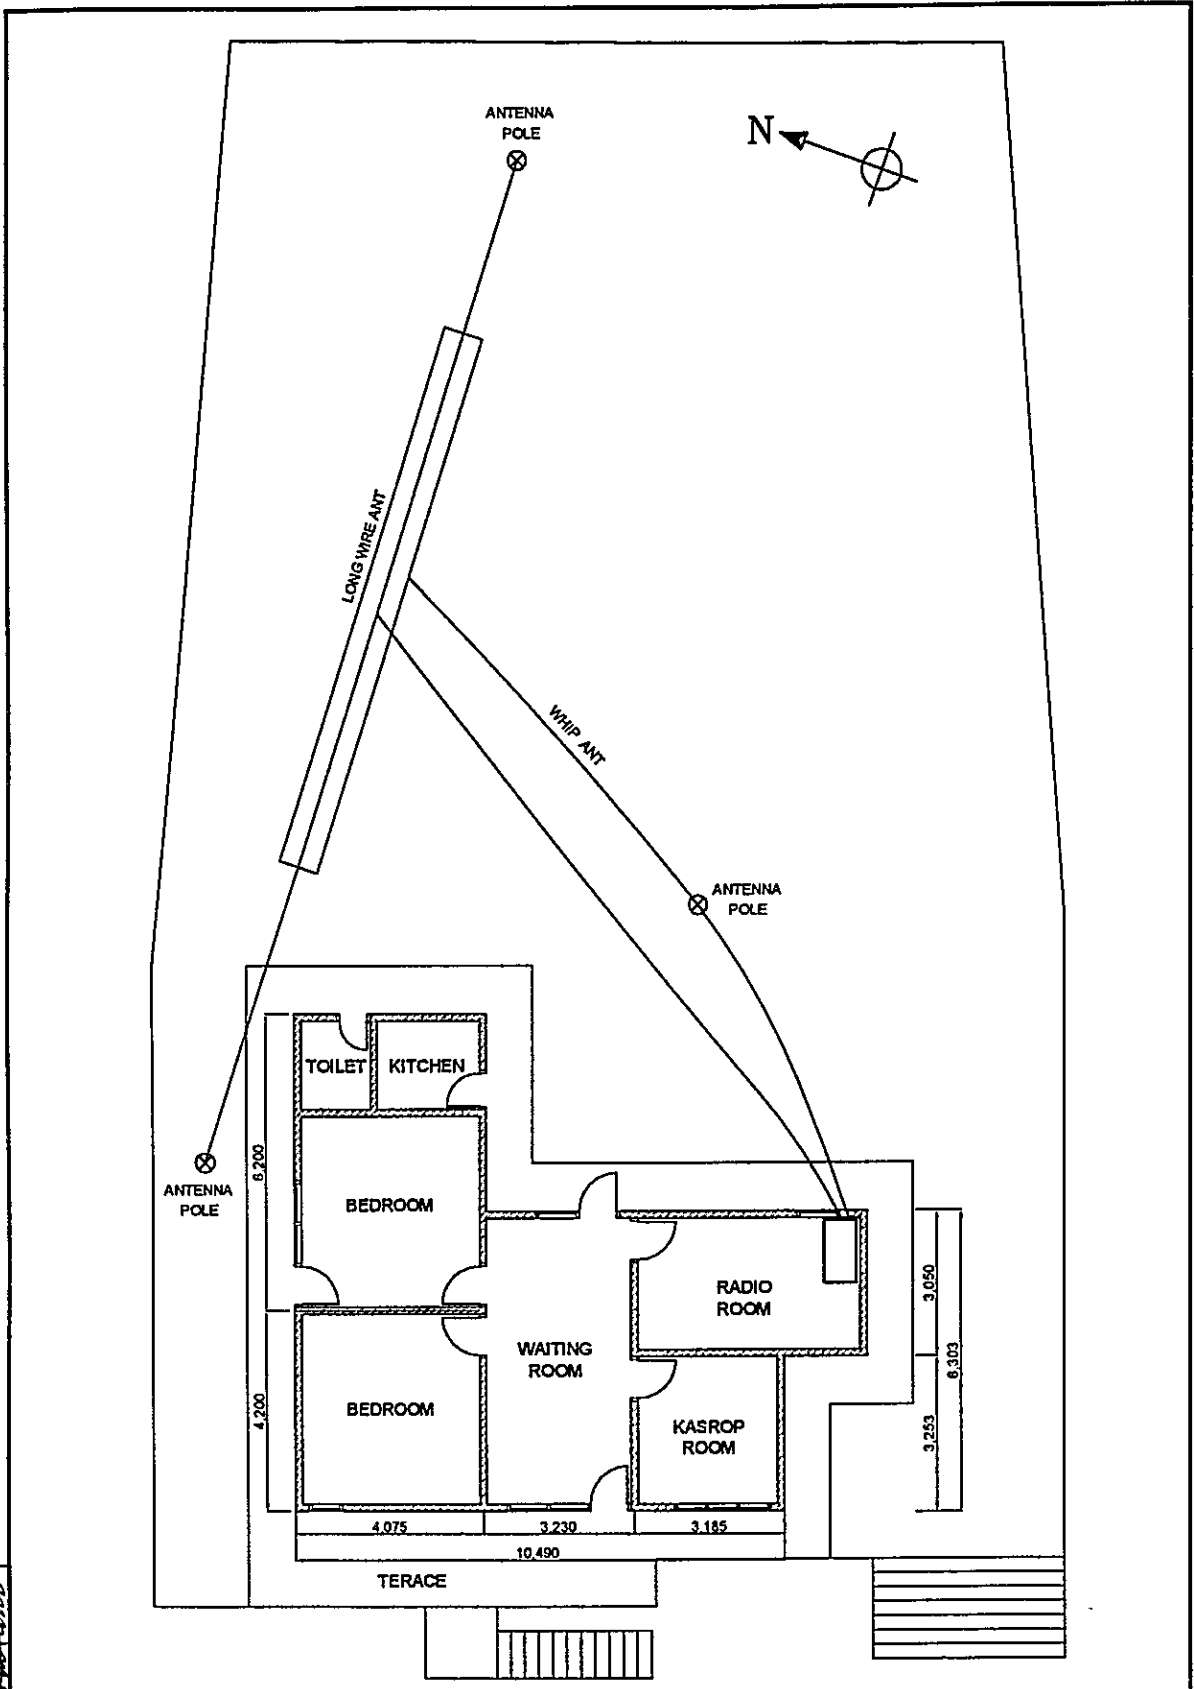 ANTENNA
POLE
N
LONG WIRE ANT
WHIP ANT
ANTENNA
POLE
TOILET
KITCHEN
6,200
ANTENNA
POLE
BEDROOM
RADIO
ROOM
3,050
6,303
WAITING
ROOM
4,200
BEDROOM
KASROP
ROOM
3,253
4,075
3,230
3,185
10,490
TERACE